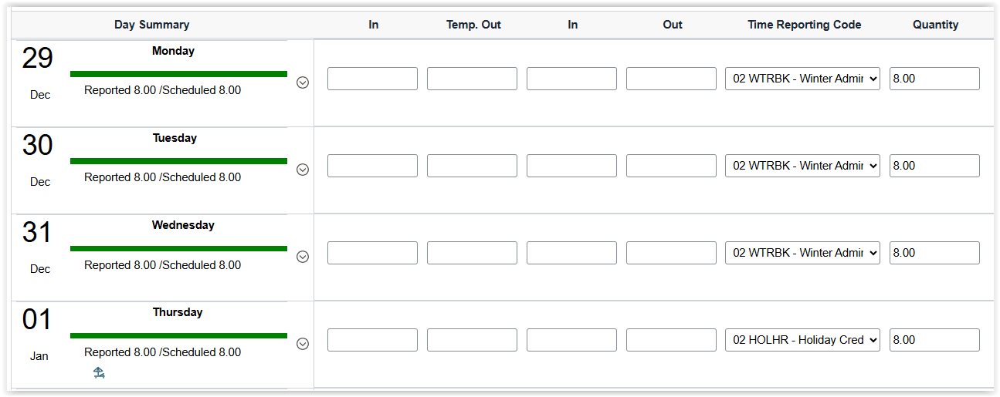 Day Summary In Temp. Out In Out Time Reporting Code Quantity
29 Monday
Dec Reported 8.00 /Scheduled 8.00 02 WTRBK - Winter Admir 8.00
30 Tuesday
Dec Reported 8.00 /Scheduled 8.00 02 WTRBK - Winter Admir 8.00
31 Wednesday
Dec Reported 8.00 /Scheduled 8.00 02 WTRBK - Winter Admir 8.00
01 Thursday
Jan Reported 8.00 /Scheduled 8.00 02 HOLHR - Holiday Cred 8.00